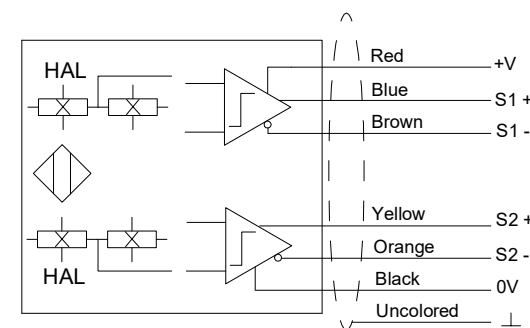 HAL
Red +V
Blue S1 +
Brown S1 -
Yellow S2 +
Orange S2 -
HAL
Black 0V
Uncolored